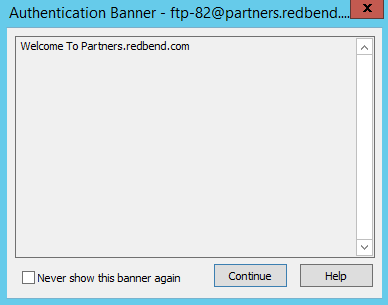 Authentication Banner - ftp-82@partners.redbend....
Welcome To Partners.redbend.com
Never show this banner again
Continue
Help